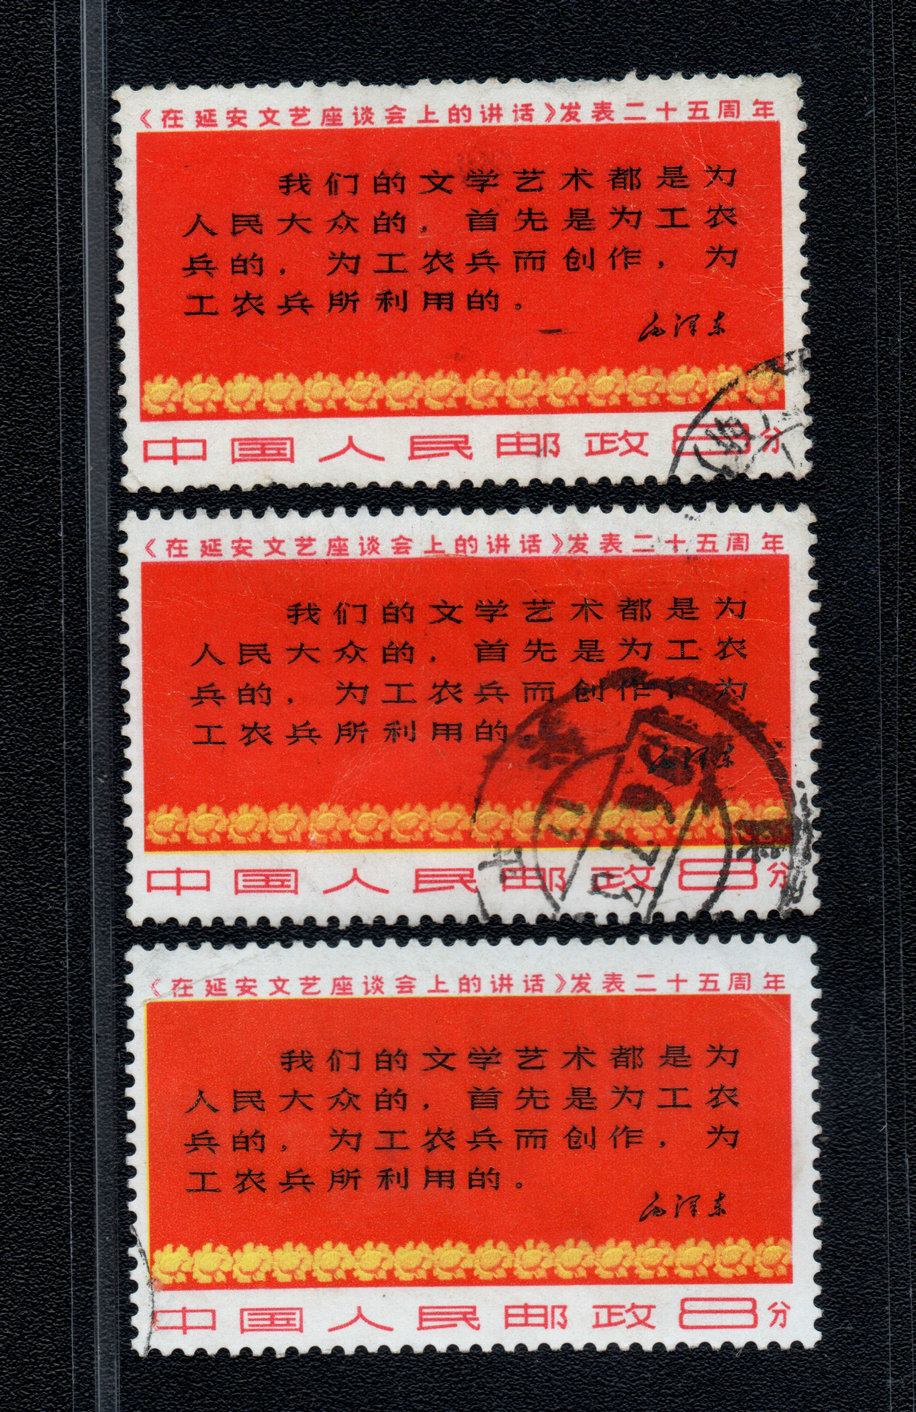 《在延安文艺座谈会上的讲话》发表二十五周年
我们的文学艺术都是为
人民大众的，首先是为工农
兵的，为工农兵而创作，为
工农兵所利用的。
毛泽东
中国人民邮政8分
《在延安文艺座谈会上的讲话》发表二十五周年
我们的文学艺术都是为
人民大众的，首先是为工农
兵的，为工农兵而创作，为
工农兵所利用的。
毛泽东
中国人民邮政8分
《在延安文艺座谈会上的讲话》发表二十五周年
我们的文学艺术都是为
人民大众的，首先是为工农
兵的，为工农兵而创作，为
工农兵所利用的。
毛泽东
中国人民邮政8分